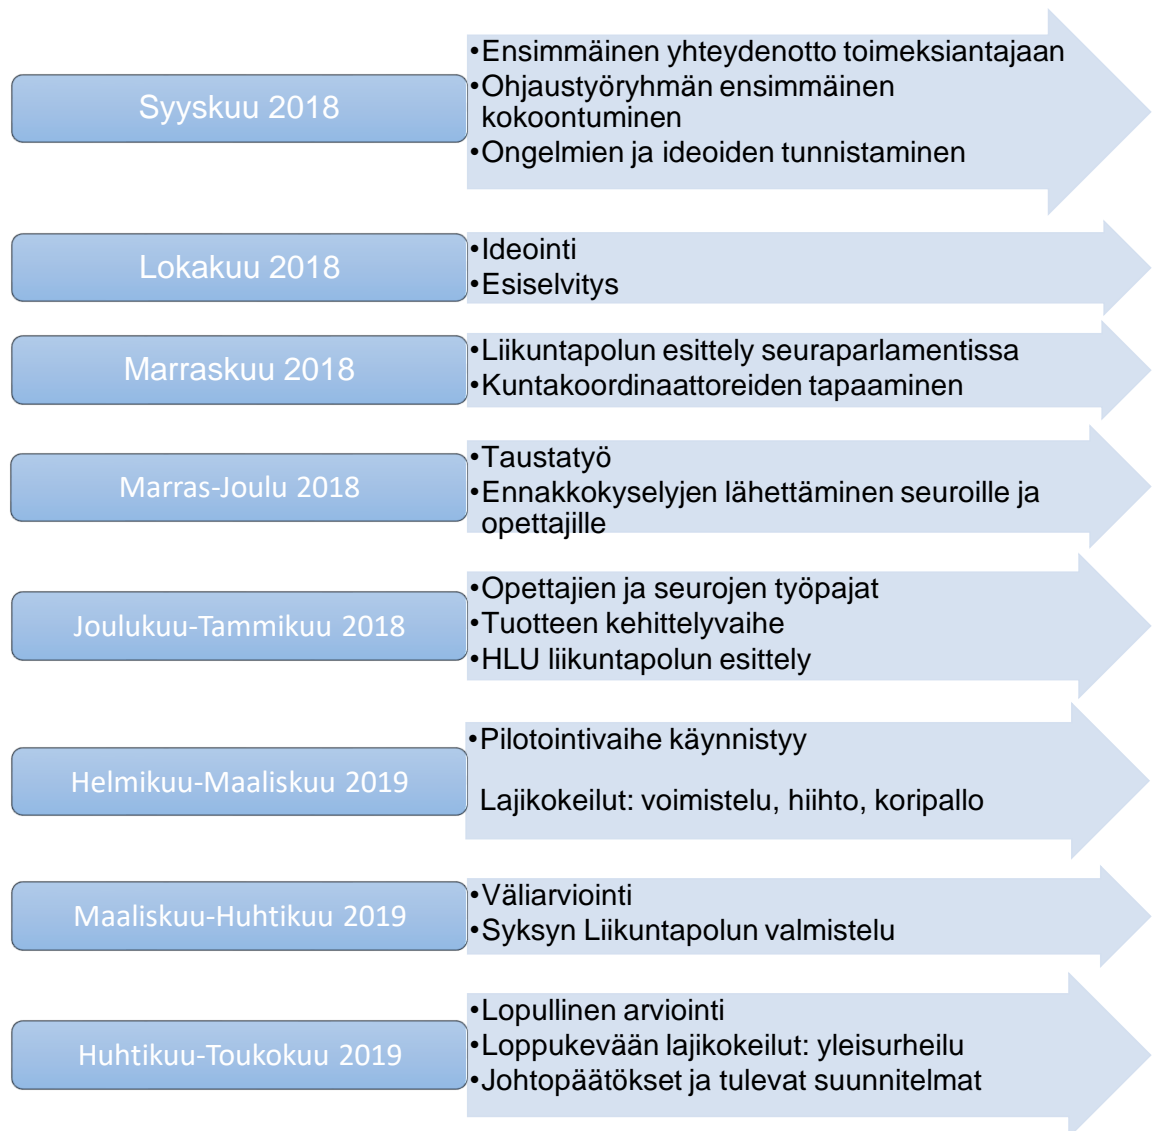 Syyskuu 2018
•Ensimmäinen yhteydenotto toimeksiantajaan
•Ohjaustyöryhmän ensimmäinen
kokoontuminen
•Ongelmien ja ideoiden tunnistaminen
Lokakuu 2018
•Ideointi
•Esiselvitys
Marraskuu 2018
•Liikuntapolun esittely seuraparlamentissa
•Kuntakoordinaattoreiden tapaaminen
Marras-Joulu 2018
•Taustatyö
•Ennakkokyselyjen lähettäminen seuroille ja
opettajille
Joulukuu-Tammikuu 2018
•Opettajien ja seurojen työpajat
•Tuotteen kehittelyvaihe
•HLU liikuntapolun esittely
Helmikuu-Maaliskuu 2019
•Pilotointivaihe käynnistyy
Lajikokeilut: voimistelu, hiihto, koripallo
Maaliskuu-Huhtikuu 2019
•Väliarviointi
•Syksyn Liikuntapolun valmistelu
Huhtikuu-Toukokuu 2019
•Lopullinen arviointi
•Loppukevään lajikokeilut: yleisurheilu
•Johtopäätökset ja tulevat suunnitelmat